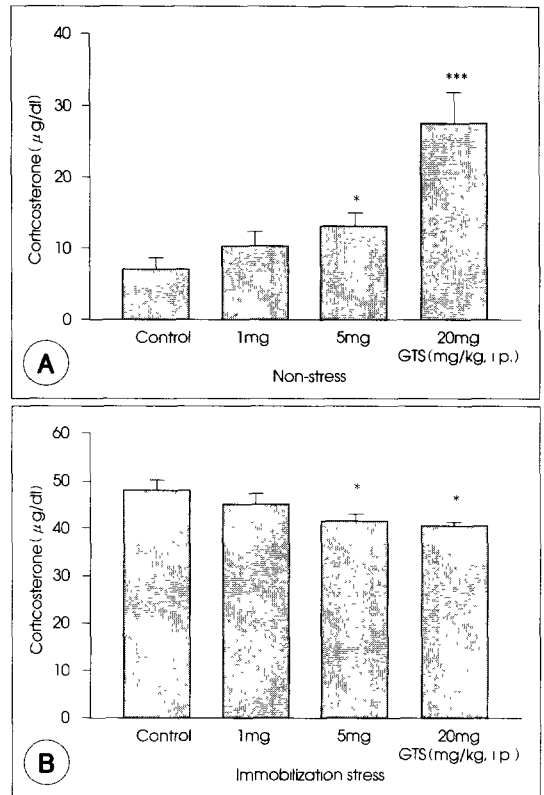 A
Corticosterone (μg/dl)
40
30
20
10
0
*
***
Control 1mg 5mg 20mg
GTS(mg/kg, ı p.)
Non-stress
B
Corticosterone (μg/dl)
60
50
40
30
20
10
0
*
*
Control 1mg 5mg 20mg
GTS(mg/kg, ı p )
Immobilization stress